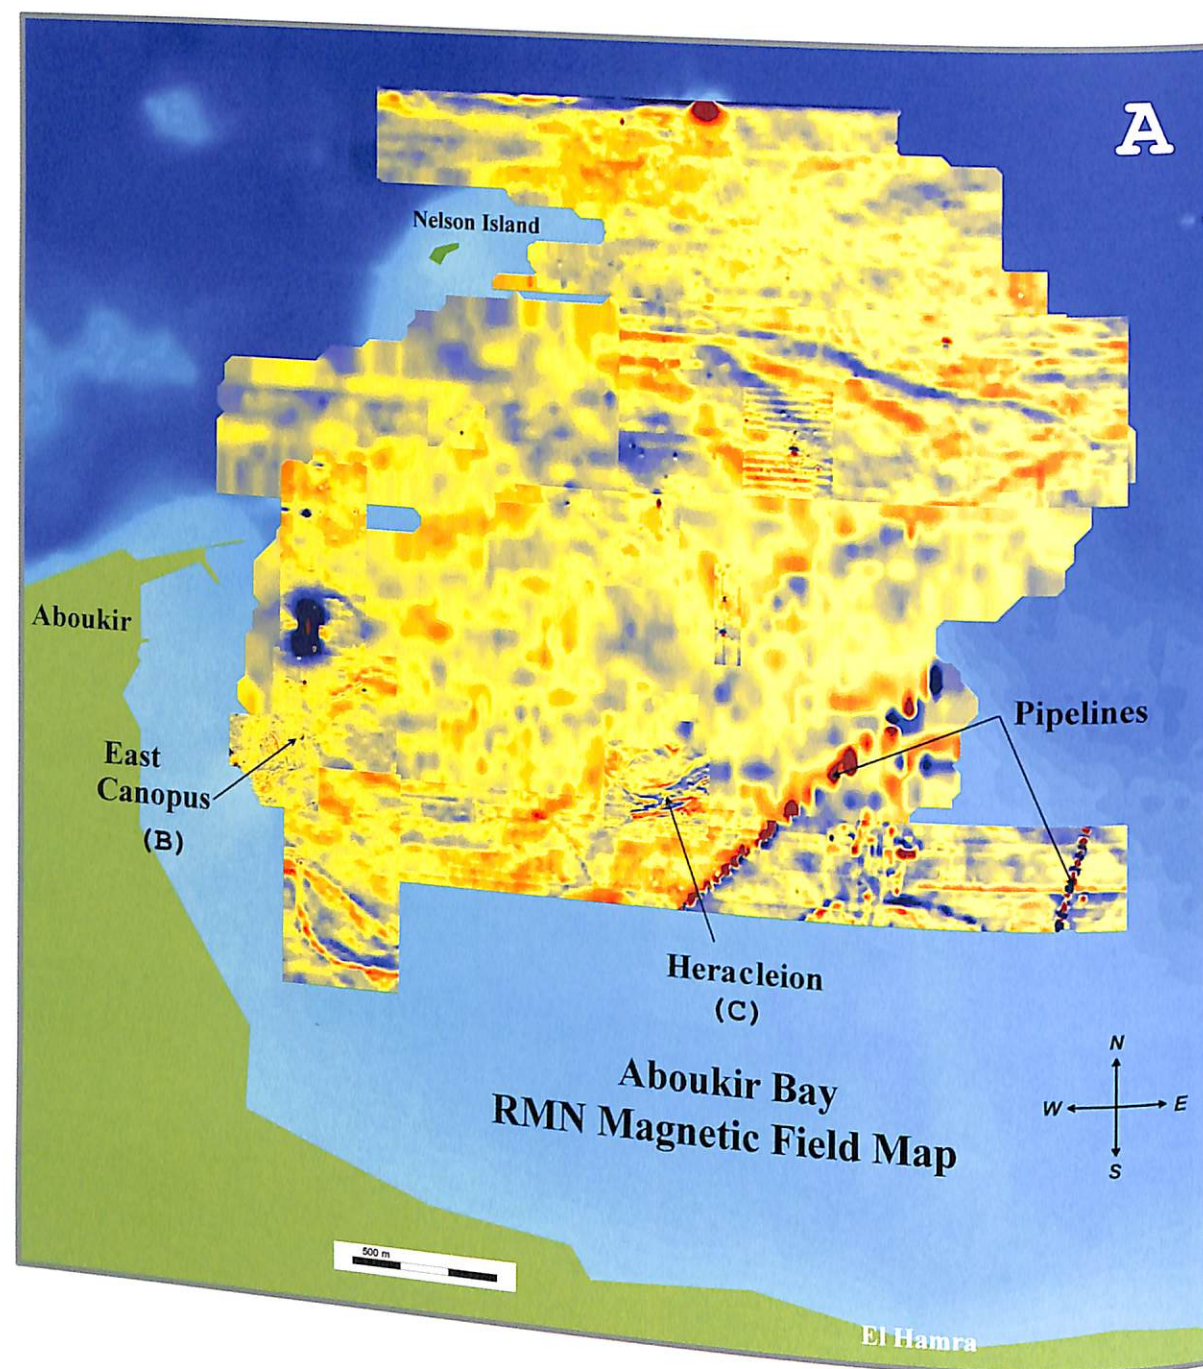 A
Nelson Island
Aboukir
Pipelines
East
Canopus
(B)
Heracleion
(C)
Aboukir Bay
RMN Magnetic Field Map
N
W
E
S
500 m
El Hamra